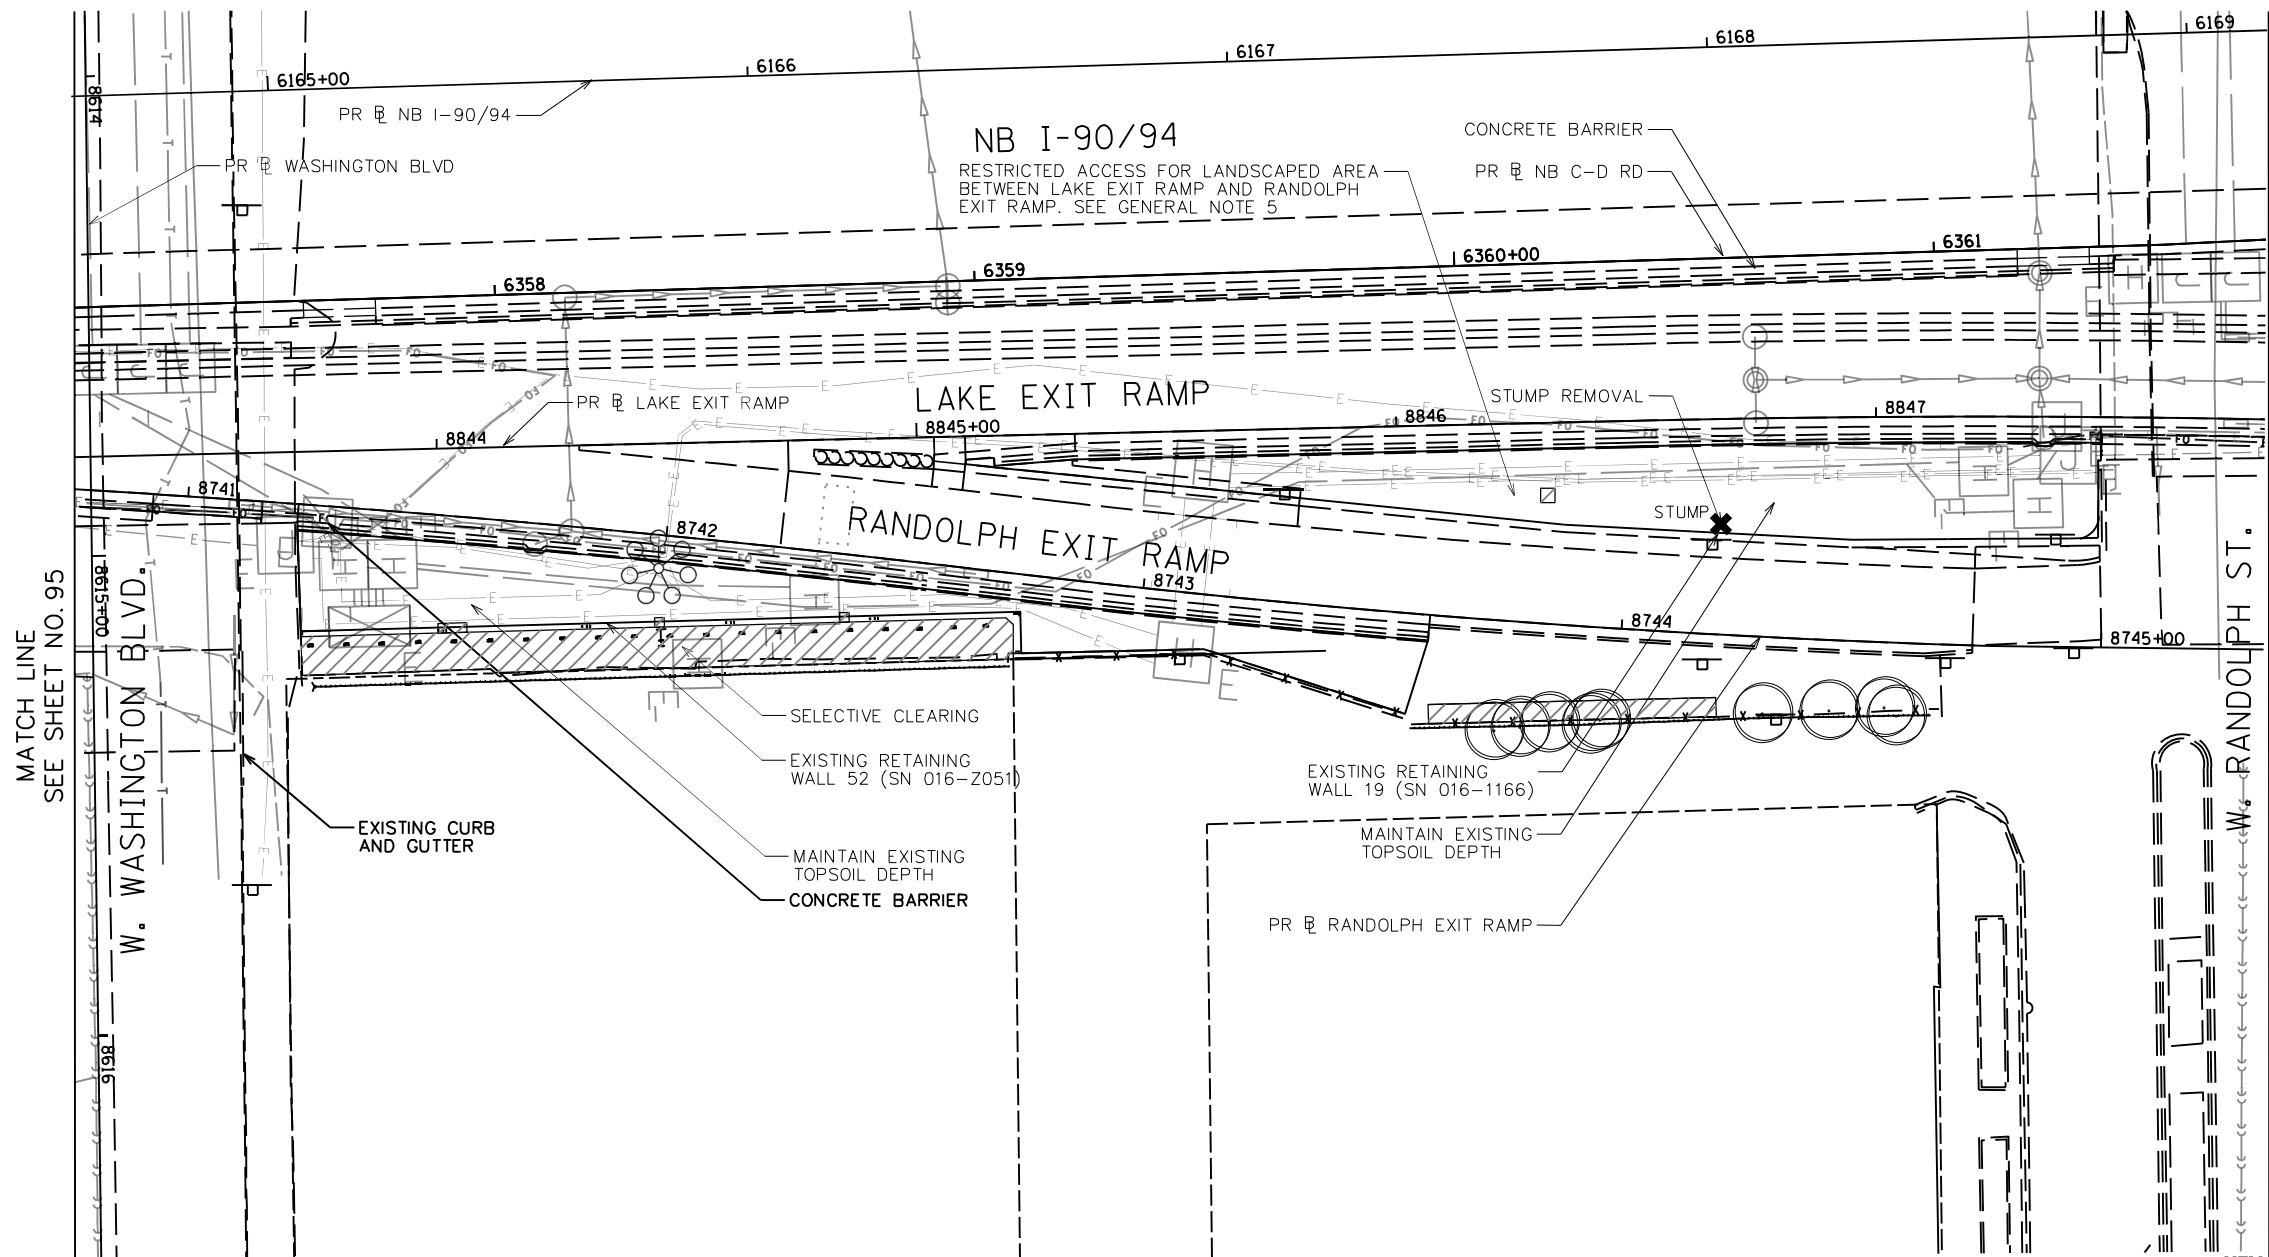 6165+00
6166
6167
6168
6169
8614
PR ⅊ NB I-90/94
PR ⅊ WASHINGTON BLVD
NB I-90/94
RESTRICTED ACCESS FOR LANDSCAPED AREA
BETWEEN LAKE EXIT RAMP AND RANDOLPH
EXIT RAMP. SEE GENERAL NOTE 5
CONCRETE BARRIER
PR ⅊ NB C-D RD
6358
6359
6360+00
6361
LAKE EXIT RAMP
PR ⅊ LAKE EXIT RAMP
STUMP REMOVAL
8844
8845+00
8846
8847
8741
8742
RANDOLPH EXIT RAMP
STUMP
8743
8744
8745+00
8615+00
MATCH LINE
SEE SHEET NO. 95
W. WASHINGTON BLVD.
W. RANDOLPH ST.
SELECTIVE CLEARING
EXISTING RETAINING
WALL 52 (SN 016-Z051)
EXISTING RETAINING
WALL 19 (SN 016-1166)
EXISTING CURB
AND GUTTER
MAINTAIN EXISTING
TOPSOIL DEPTH
MAINTAIN EXISTING
TOPSOIL DEPTH
CONCRETE BARRIER
PR ⅊ RANDOLPH EXIT RAMP
8616